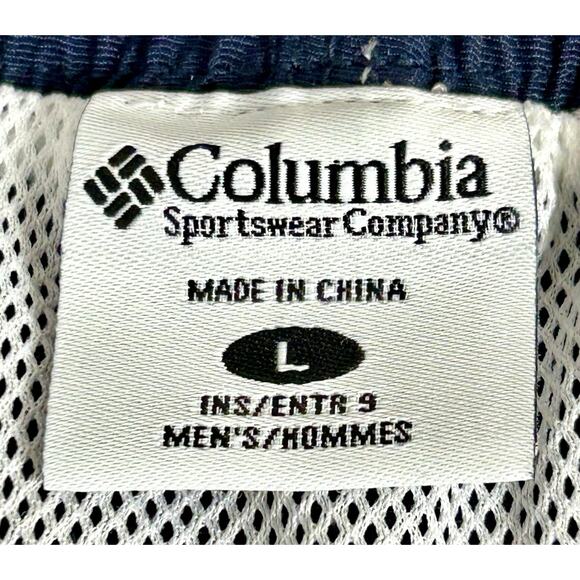 Columbia
Sportswear Company®
MADE IN CHINA
L
INS/ENTR 9
MEN'S/HOMMES